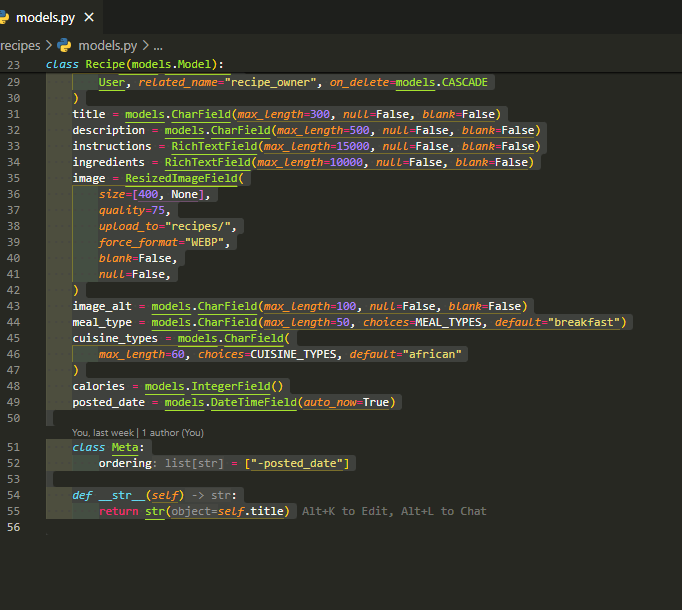 models.py ×
recipes > models.py > ...
23 class Recipe(models.Model):
29 User, related_name="recipe_owner", on_delete=models.CASCADE
30 )
31 title = models.CharField(max_length=300, null=False, blank=False)
32 description = models.CharField(max_length=500, null=False, blank=False)
33 instructions = RichTextField(max_length=15000, null=False, blank=False)
34 ingredients = RichTextField(max_length=10000, null=False, blank=False)
35 image = ResizedImageField(
36 size=[400, None],
37 quality=75,
38 upload_to="recipes/",
39 force_format="WEBP",
40 blank=False,
41 null=False,
42 )
43 image_alt = models.CharField(max_length=100, null=False, blank=False)
44 meal_type = models.CharField(max_length=50, choices=MEAL_TYPES, default="breakfast")
45 cuisine_types = models.CharField(
46 max_length=60, choices=CUISINE_TYPES, default="african"
47 )
48 calories = models.IntegerField()
49 posted_date = models.DateTimeField(auto_now=True)
50
You, last week | 1 author (You)
51 class Meta:
52 ordering: list[str] = ["-posted_date"]
53
54 def __str__(self) -> str:
55 return str(object=self.title) Alt+K to Edit, Alt+L to Chat
56